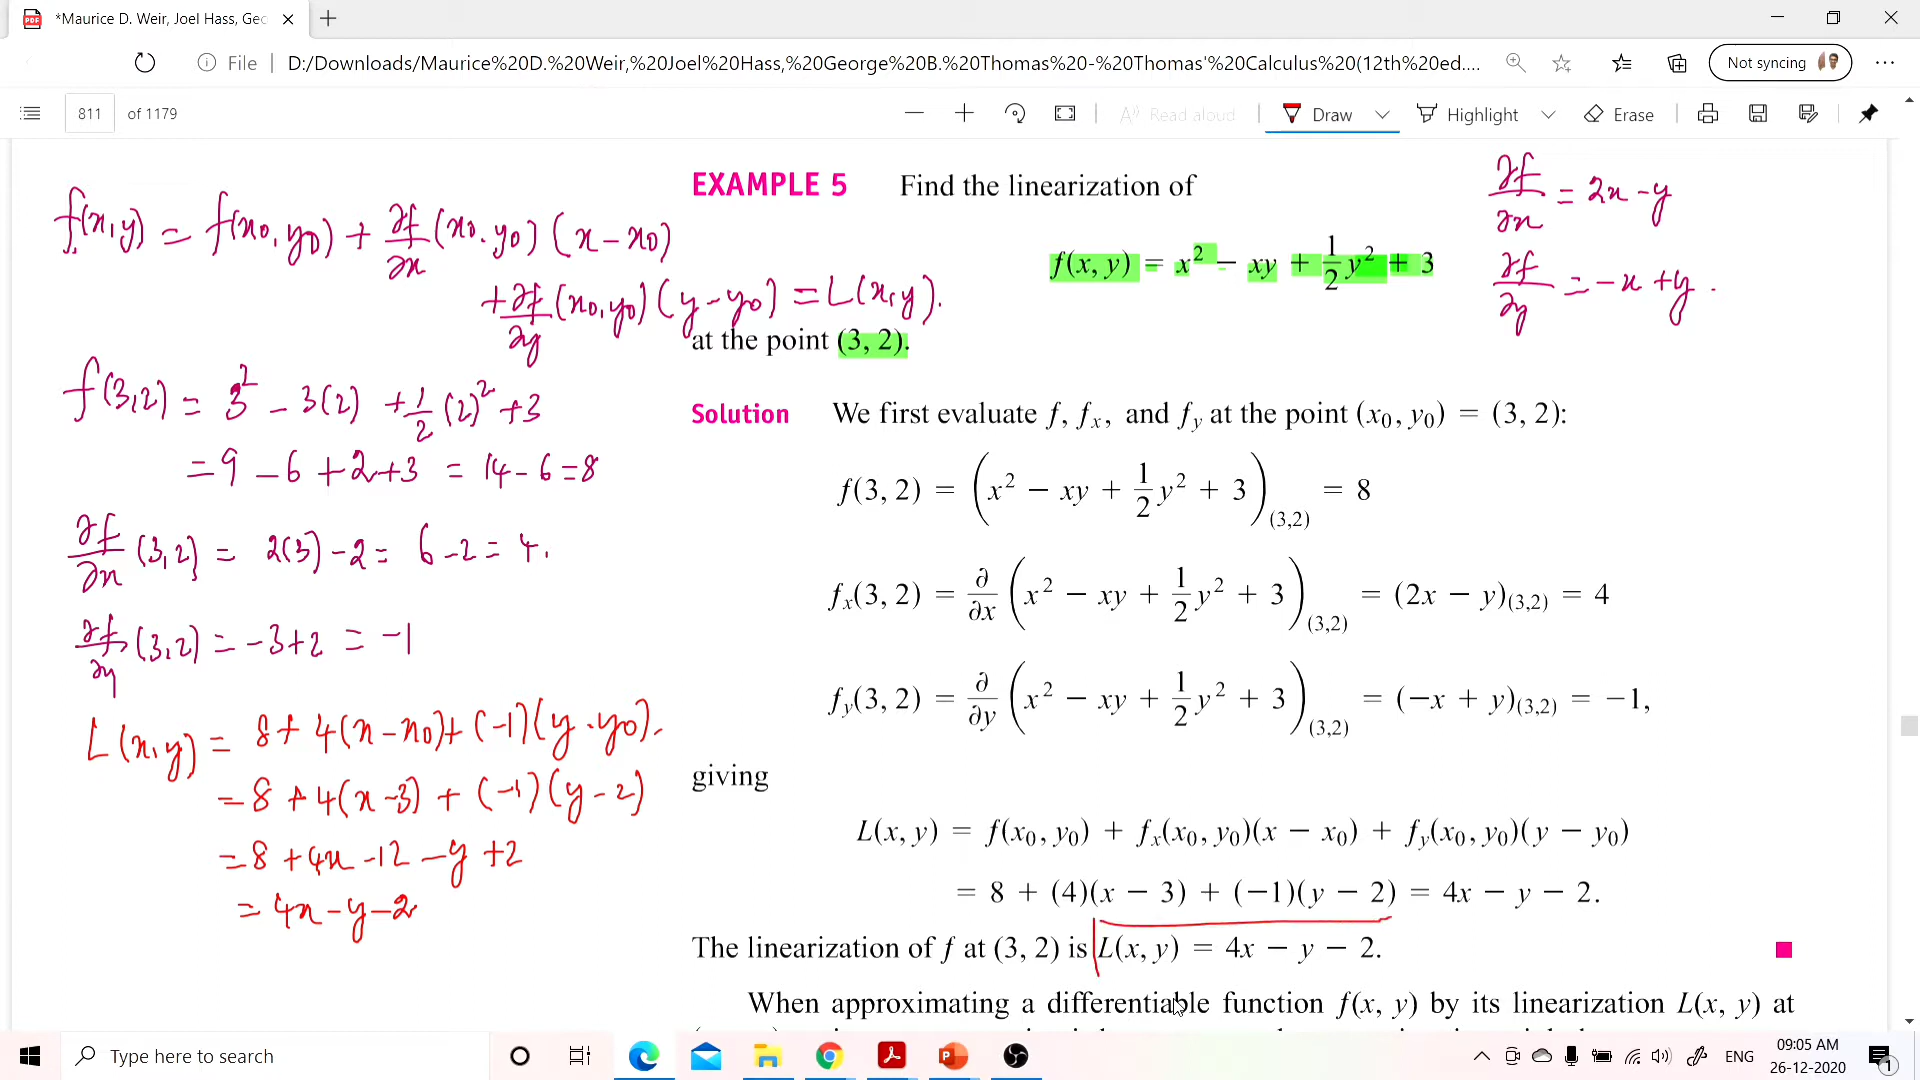 *Maurice D. Weir, Joel Hass, Geo
File
D:/Downloads/Maurice%20D.%20Weir,%20Joel%20Hass,%20George%20B.%20Thomas%20-%20Thomas'%20Calculus%20(12th%20ed....
Not syncing
811 of 1179
Read aloud
Draw
Highlight
Erase
f(x,y) = f(x0,y0) + ∂f/∂x (x0,y0) (x-x0)
+ ∂f/∂y (x0,y0) (y-y0) = L(x,y).
f(3,2) = 3² - 3(2) + 1/2 (2)² + 3
= 9 - 6 + 2 + 3 = 14 - 6 = 8
∂f/∂x (3,2) = 2(3) - 2 = 6 - 2 = 4.
∂f/∂y (3,2) = -3+2 = -1
L(x,y) = 8 + 4(x-x0) + (-1)(y-y0).
= 8 + 4(x-3) + (-1)(y-2)
= 8 + 4x - 12 - y + 2
= 4x - y - 2
EXAMPLE 5 Find the linearization of
f(x, y) = x² − xy + 1/2 y² + 3
at the point (3, 2).
∂f/∂x = 2x - y
∂f/∂y = -x + y .
Solution We first evaluate f, fx, and fy at the point (x0, y0) = (3, 2):
f(3, 2) = (x² − xy + 1/2 y² + 3)(3,2) = 8
fx(3, 2) = ∂/∂x (x² − xy + 1/2 y² + 3)(3,2) = (2x − y)(3,2) = 4
fy(3, 2) = ∂/∂y (x² − xy + 1/2 y² + 3)(3,2) = (−x + y)(3,2) = −1,
giving
L(x, y) = f(x0, y0) + fx(x0, y0)(x − x0) + fy(x0, y0)(y − y0)
= 8 + (4)(x − 3) + (−1)(y − 2) = 4x − y − 2.
The linearization of f at (3, 2) is L(x, y) = 4x − y − 2.
When approximating a differentiable function f(x, y) by its linearization L(x, y) at
Type here to search
ENG
09:05 AM
26-12-2020
1